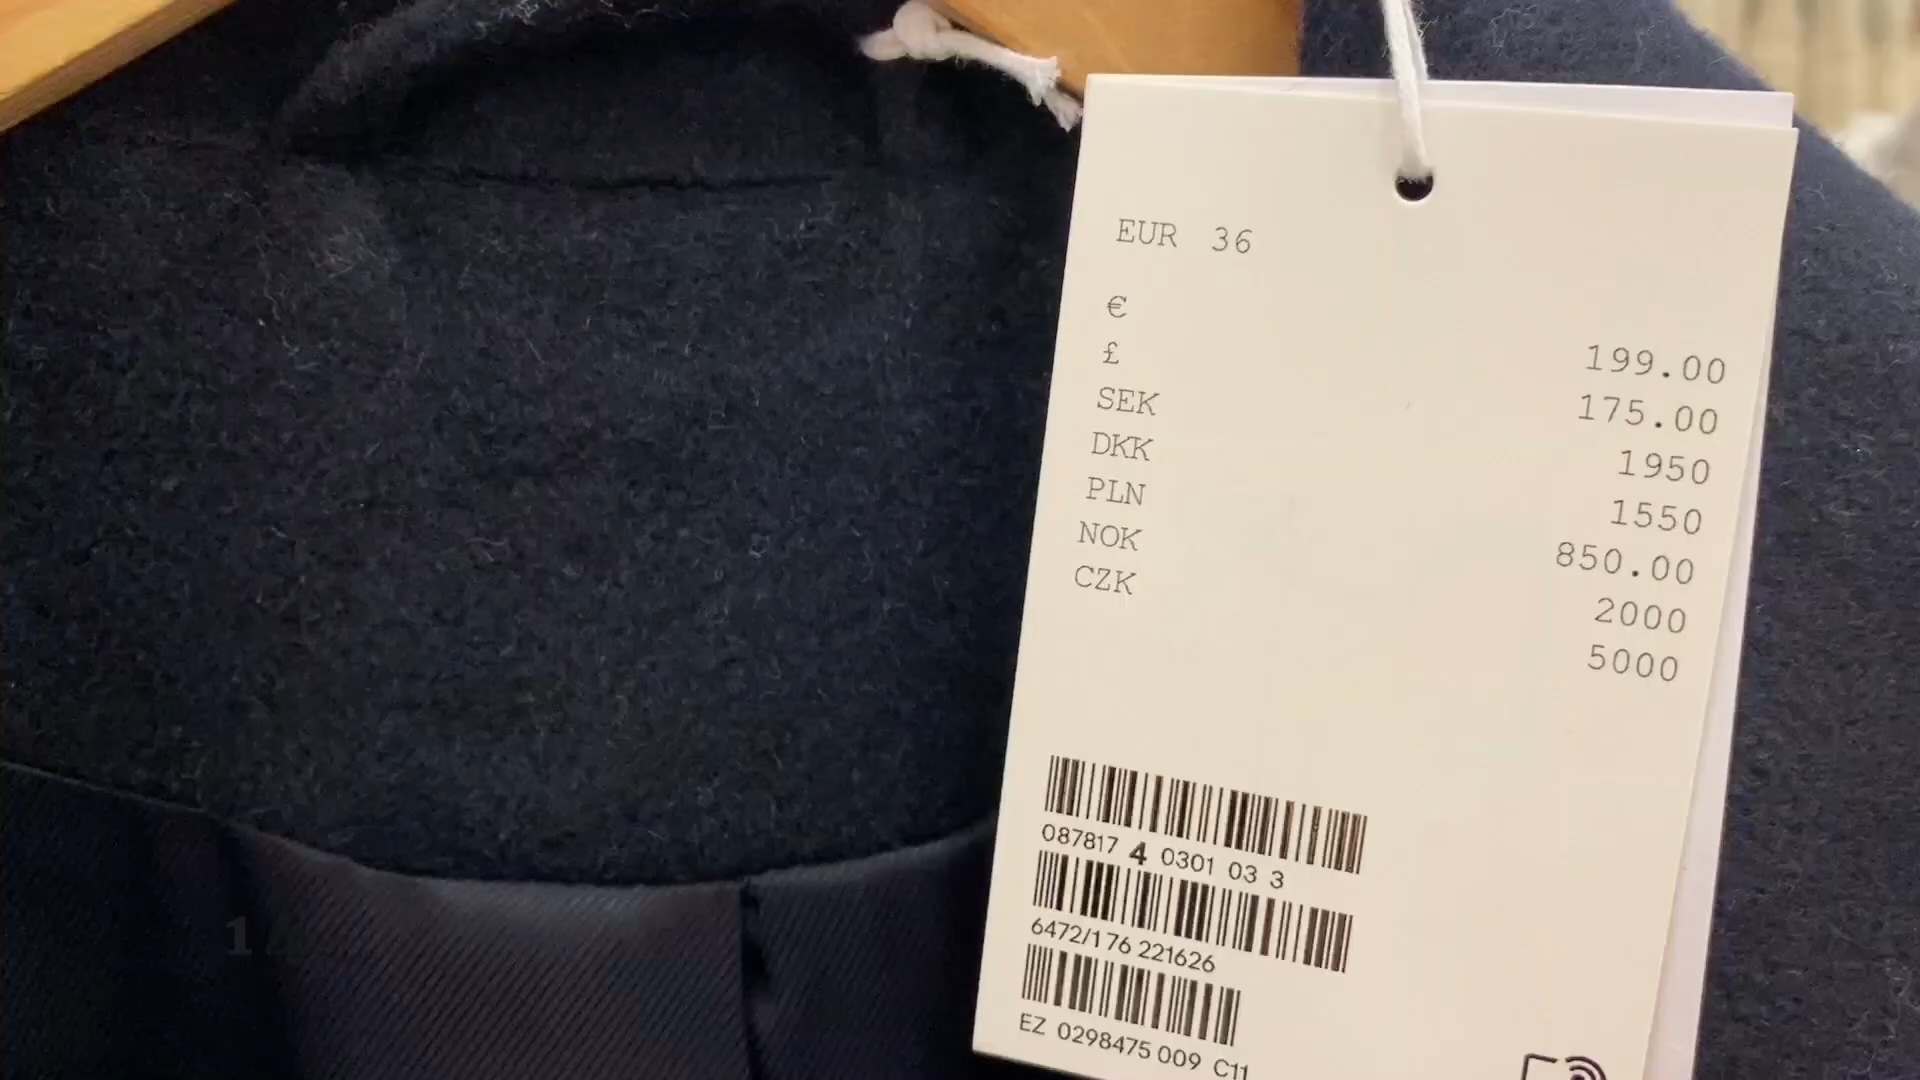 EUR 36
€ 199.00
£ 175.00
SEK 1950
DKK 1550
PLN 850.00
NOK 2000
CZK 5000
087817 4 0301 03 3
6472/176 221626
EZ 0298475 009 C11